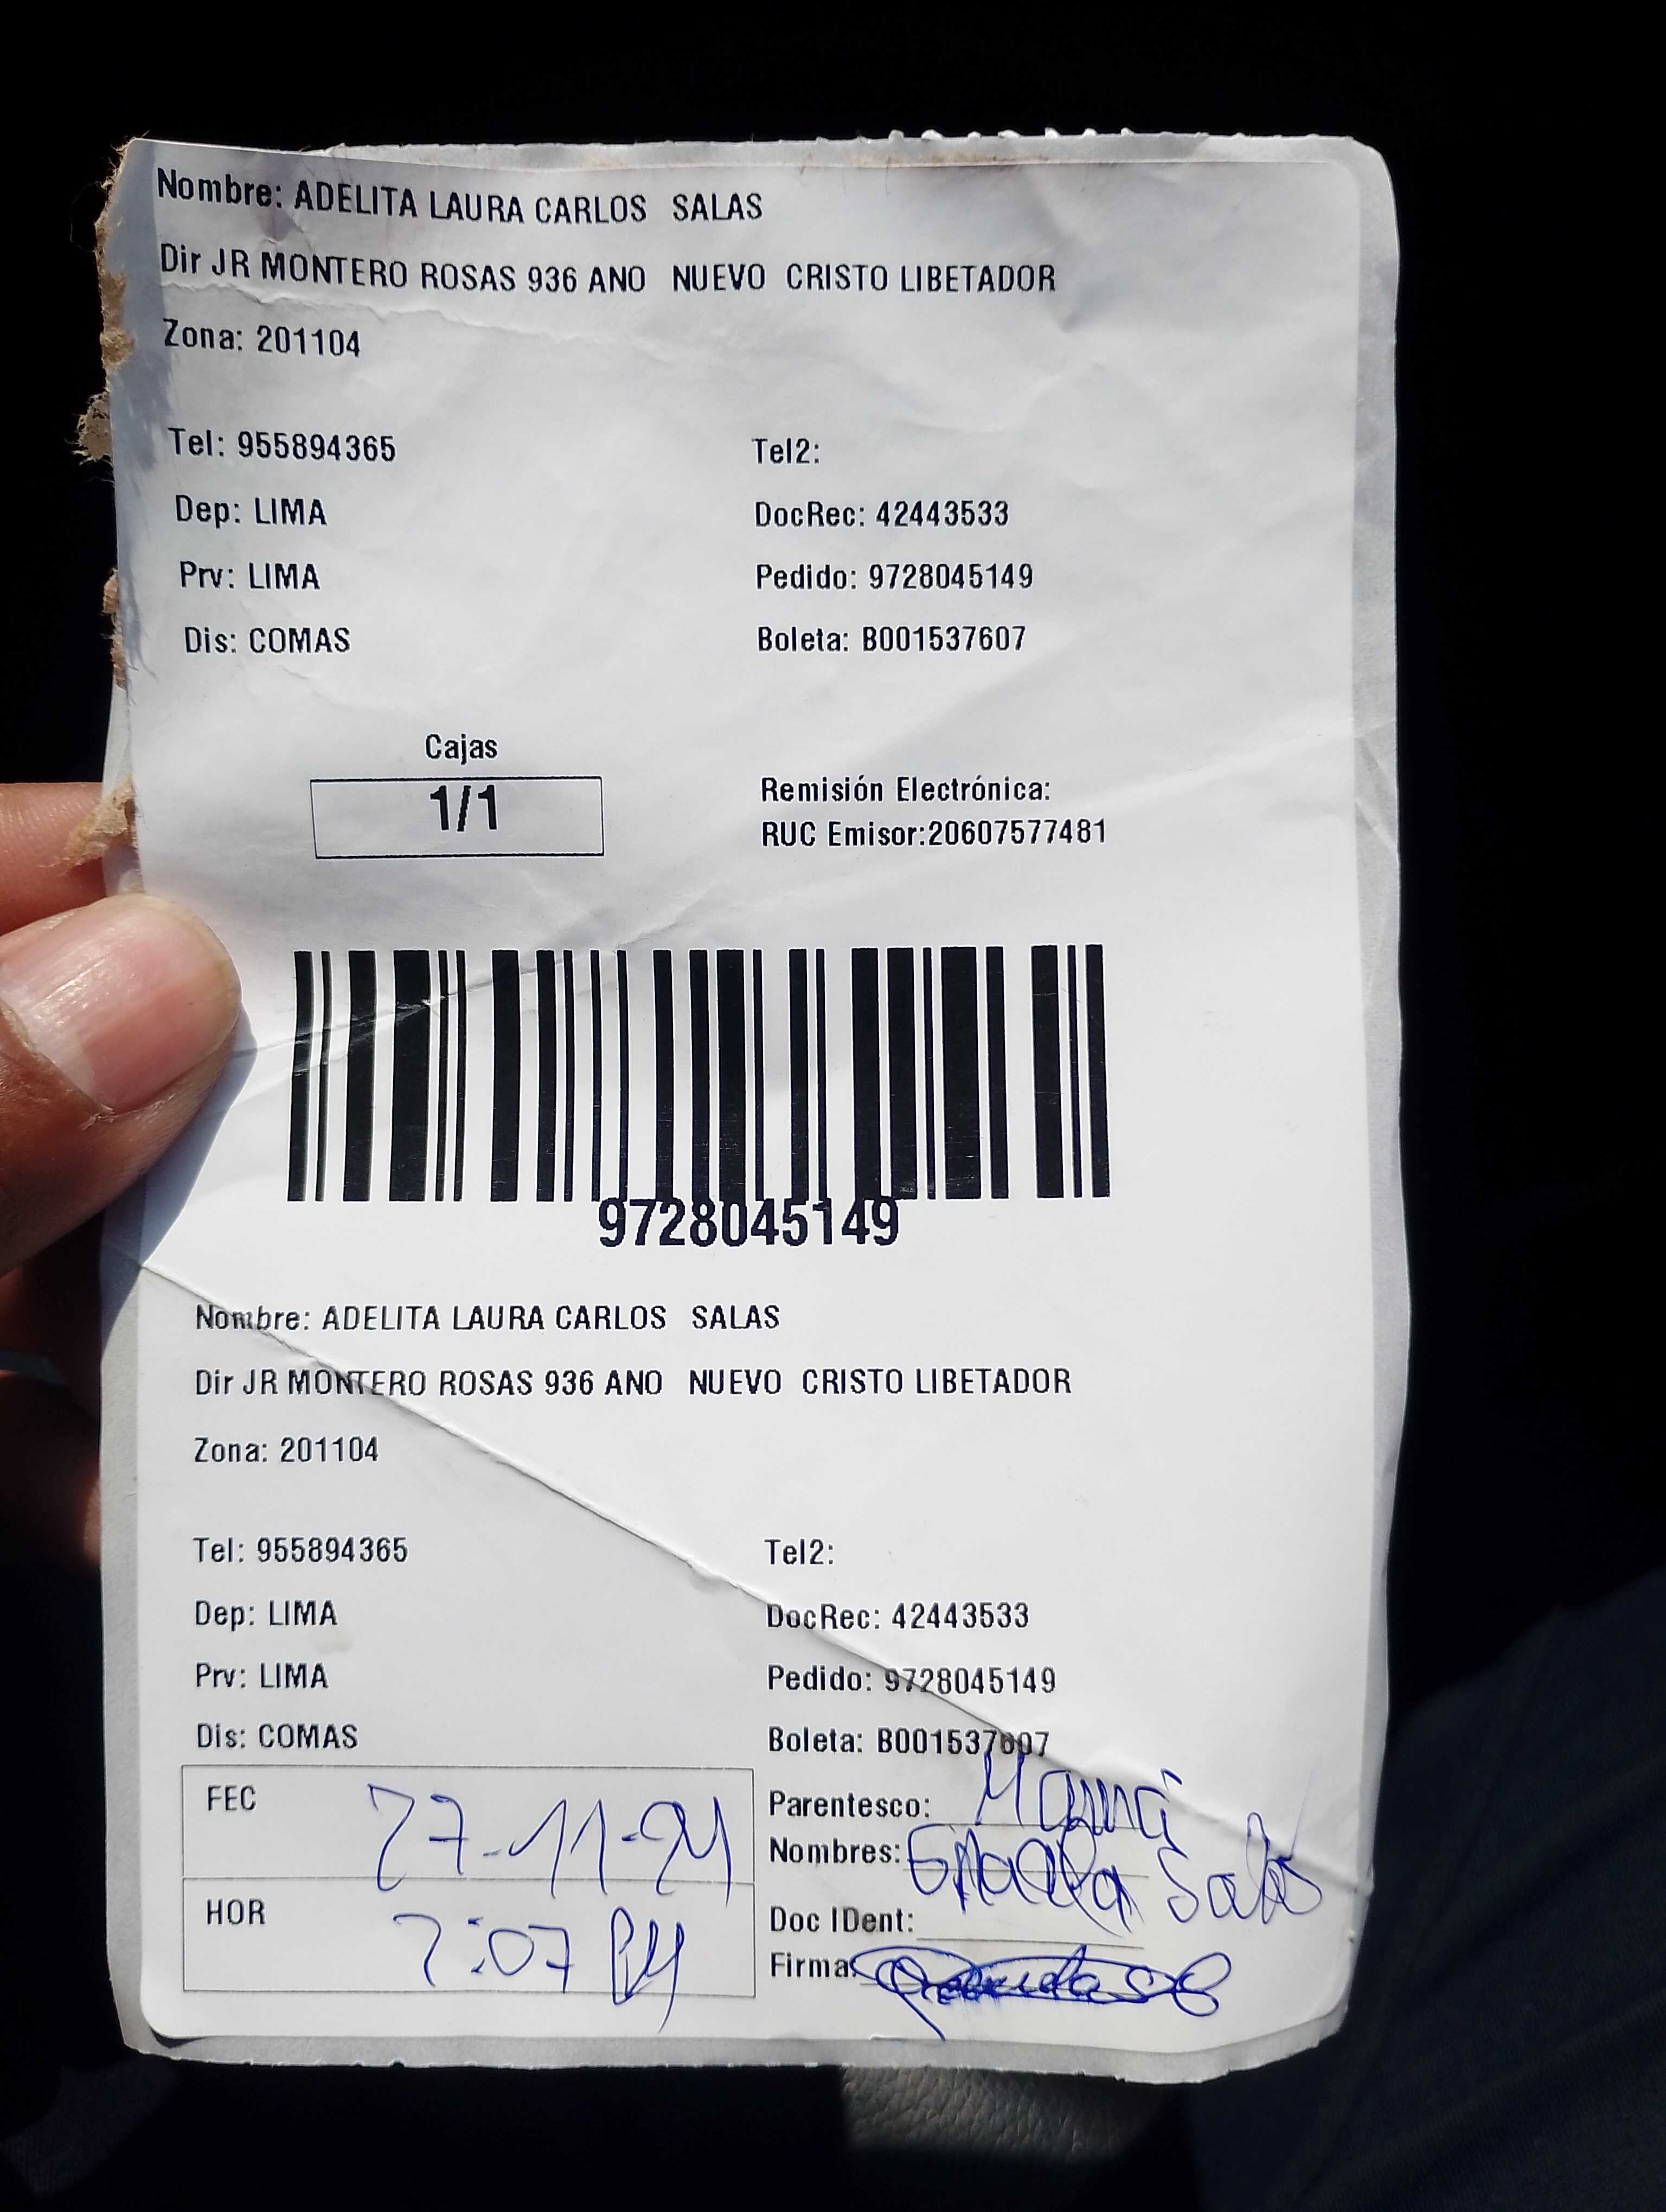 Nombre: ADELITA LAURA CARLOS SALAS
Dir JR MONTERO ROSAS 936 ANO NUEVO CRISTO LIBETADOR
Zona: 201104
Tel: 955894365 Tel2:
Dep: LIMA DocRec: 42443533
Prv: LIMA Pedido: 9728045149
Dis: COMAS Boleta: B001537607
Cajas
1/1
Remisión Electrónica:
RUC Emisor:20607577481
9728045149
Nombre: ADELITA LAURA CARLOS SALAS
Dir JR MONTERO ROSAS 936 ANO NUEVO CRISTO LIBETADOR
Zona: 201104
Tel: 955894365 Tel2:
Dep: LIMA DocRec: 42443533
Prv: LIMA Pedido: 9728045149
Dis: COMAS Boleta: B001537607
FEC 27-11-24
HOR 2:07 PM
Parentesco: Mamá
Nombres:
Doc IDent:
Firma: